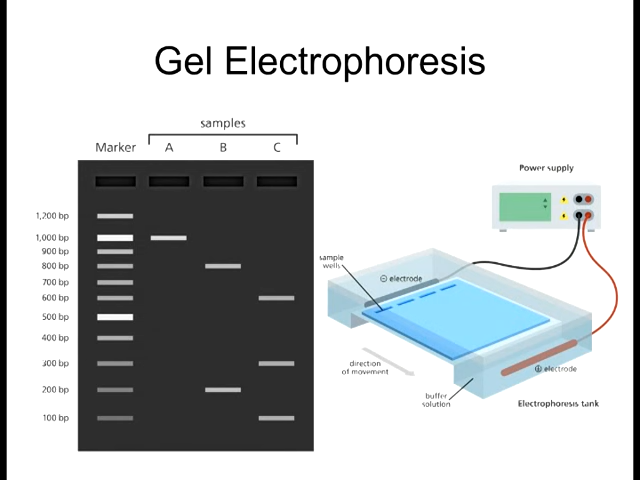 Gel Electrophoresis
samples
Marker A B C
1,200 bp
1,000 bp
900 bp
800 bp
700 bp
600 bp
500 bp
400 bp
300 bp
200 bp
100 bp
Power supply
sample
wells
⊖ electrode
direction
of movement
⊕ electrode
buffer
solution
Electrophoresis tank